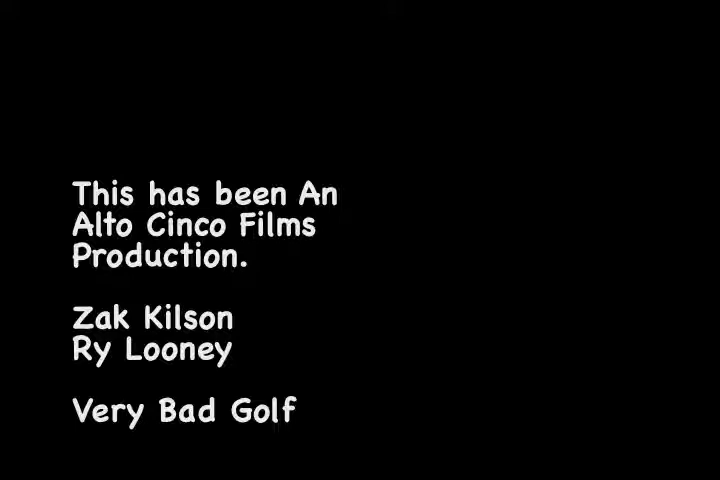 This has been An
Alto Cinco Films
Production.
Zak Kilson
Ry Looney
Very Bad Golf